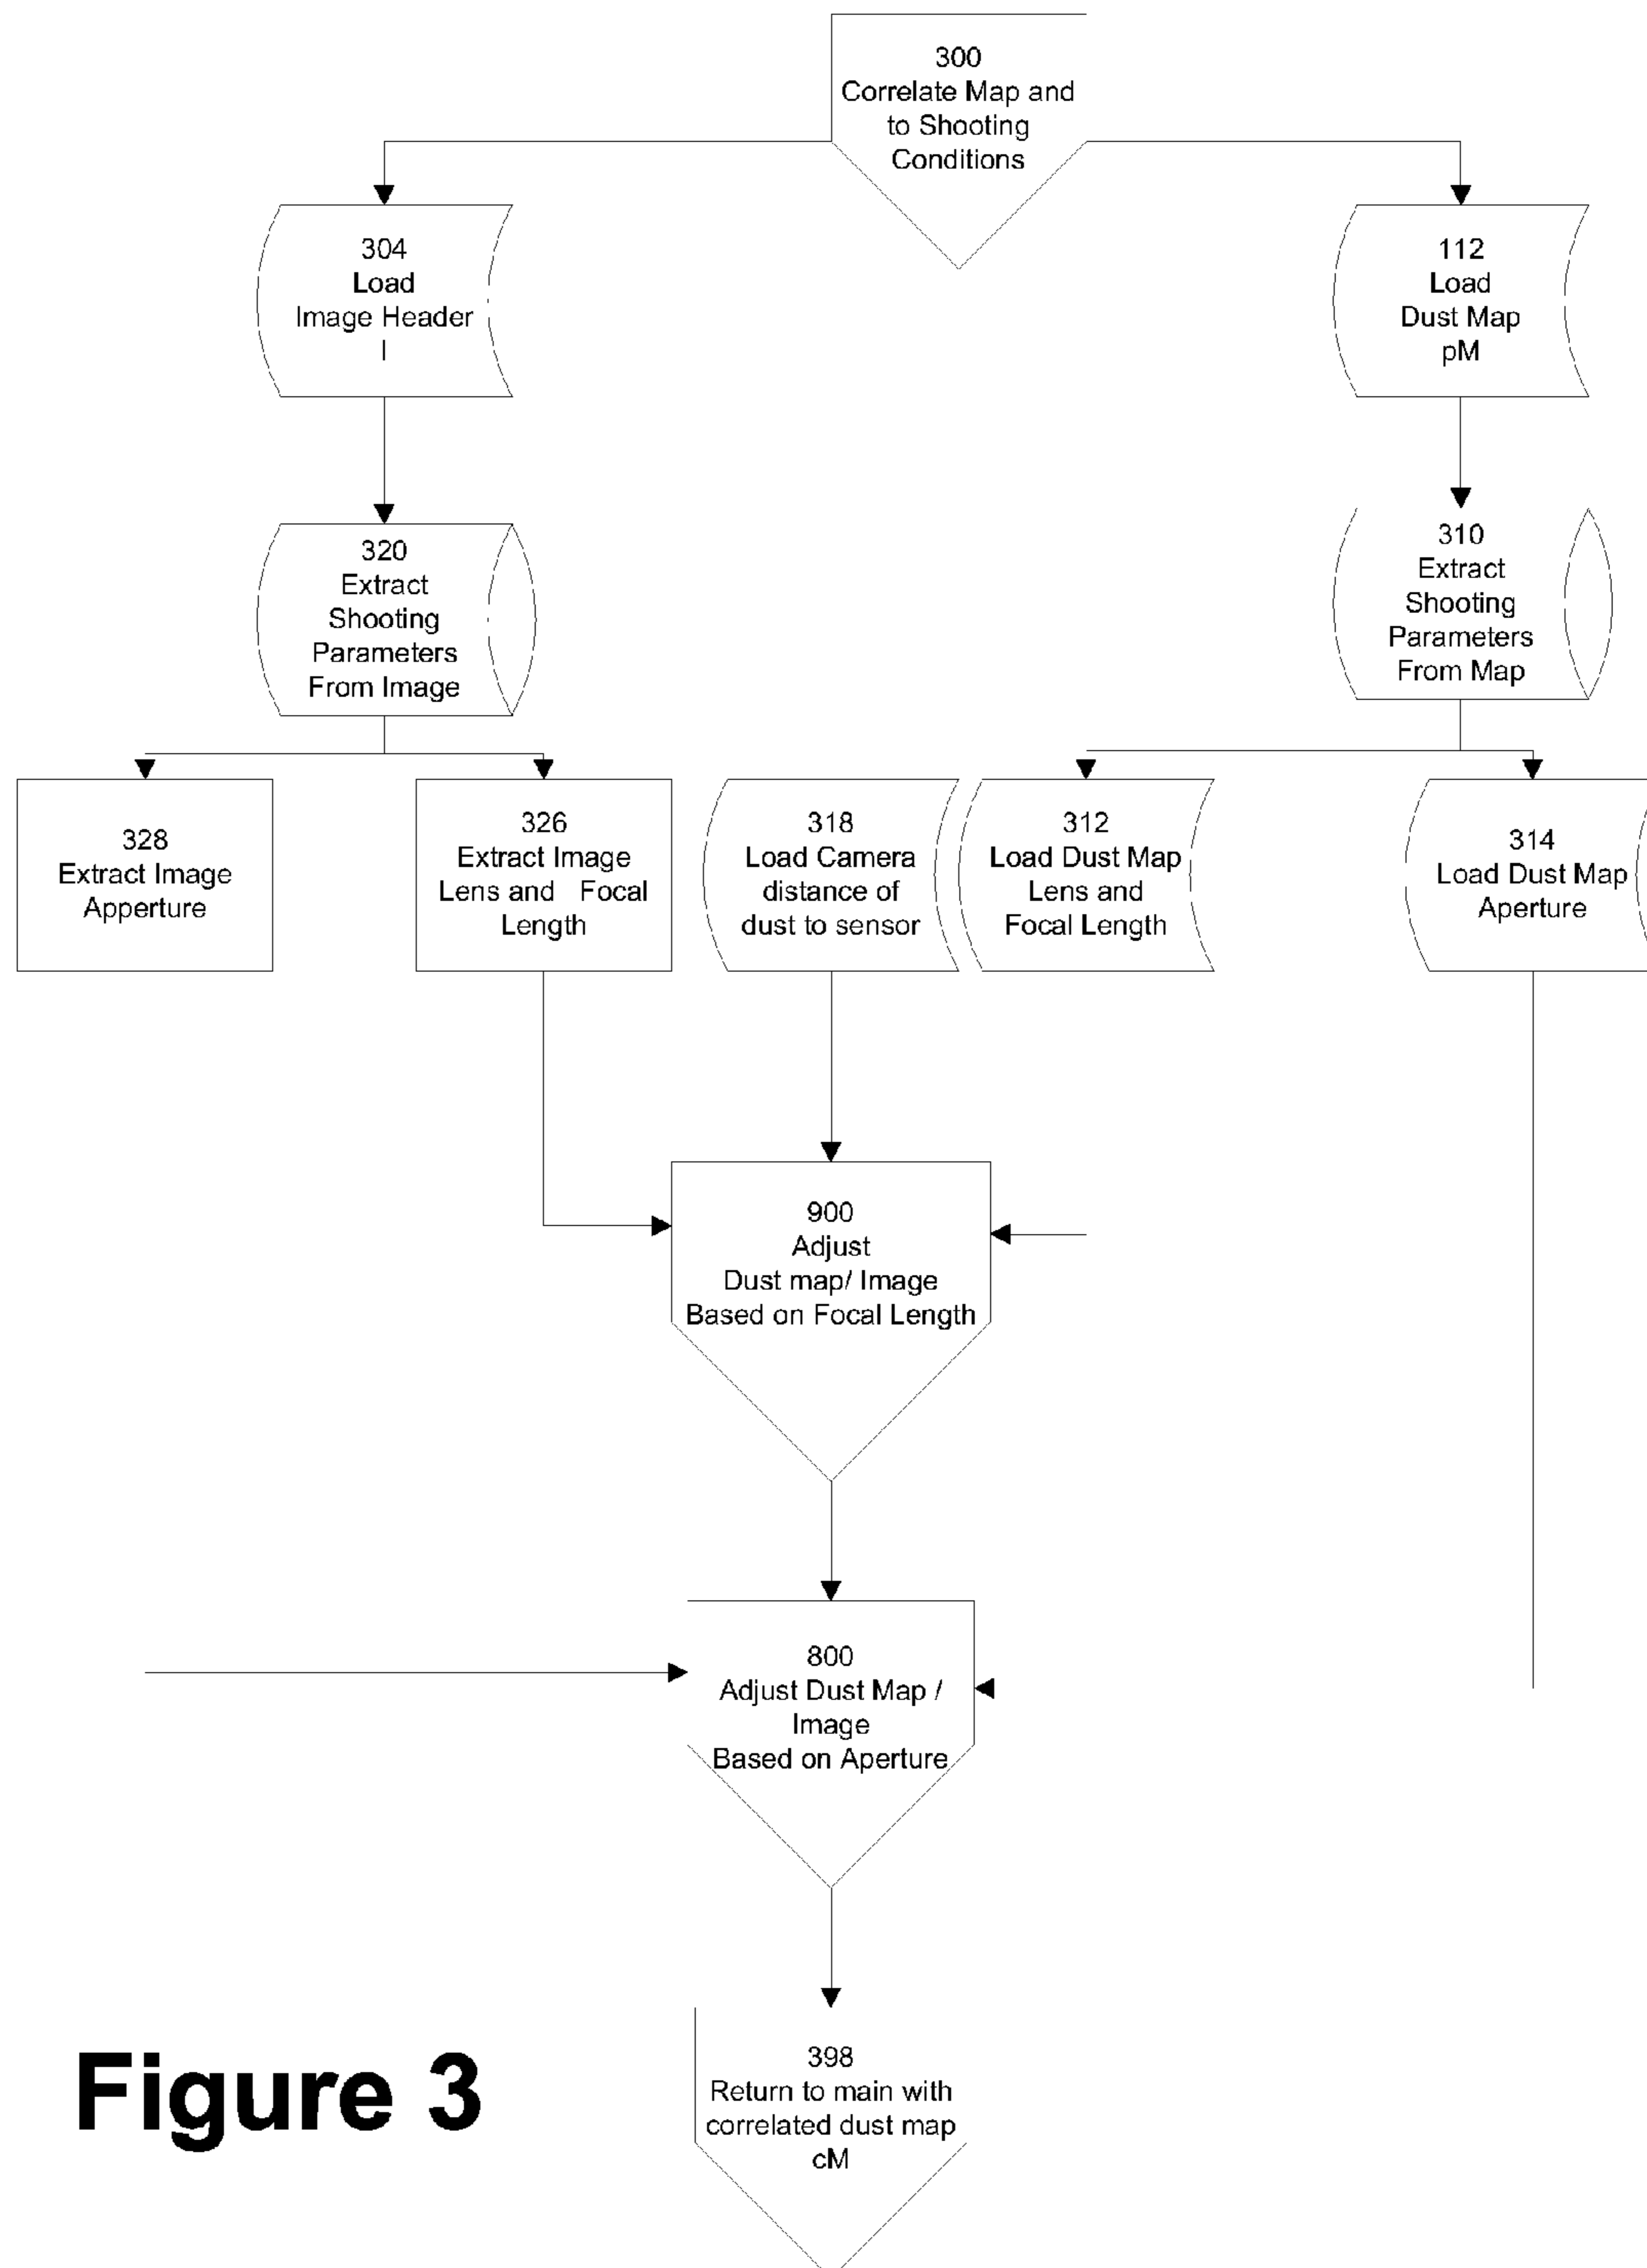 300
Correlate Map and
to Shooting
Conditions
304
Load
Image Header
I
112
Load
Dust Map
pM
320
Extract
Shooting
Parameters
From Image
310
Extract
Shooting
Parameters
From Map
328
Extract Image
Apperture
326
Extract Image
Lens and Focal
Length
318
Load Camera
distance of
dust to sensor
312
Load Dust Map
Lens and
Focal Length
314
Load Dust Map
Aperture
900
Adjust
Dust map/ Image
Based on Focal Length
800
Adjust Dust Map /
Image
Based on Aperture
398
Return to main with
correlated dust map
cM
Figure 3